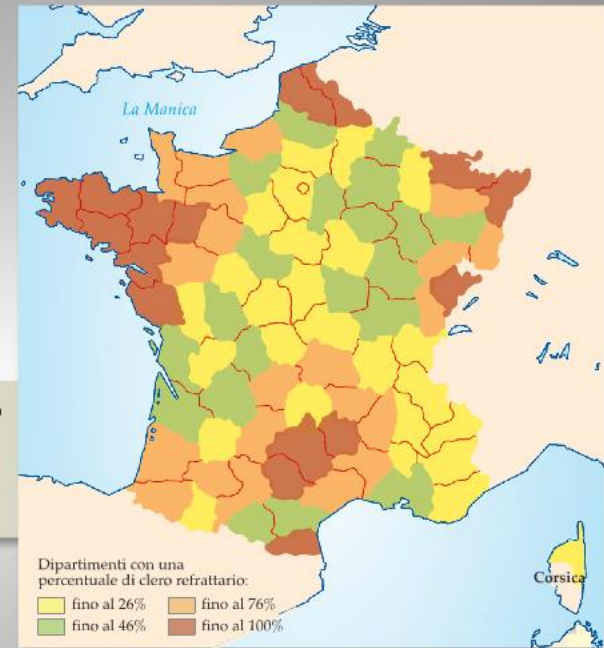 La Manica
Corsica
Dipartimenti con una
percentuale di clero refrattario:
fino al 26%
fino al 76%
fino al 46%
fino al 100%